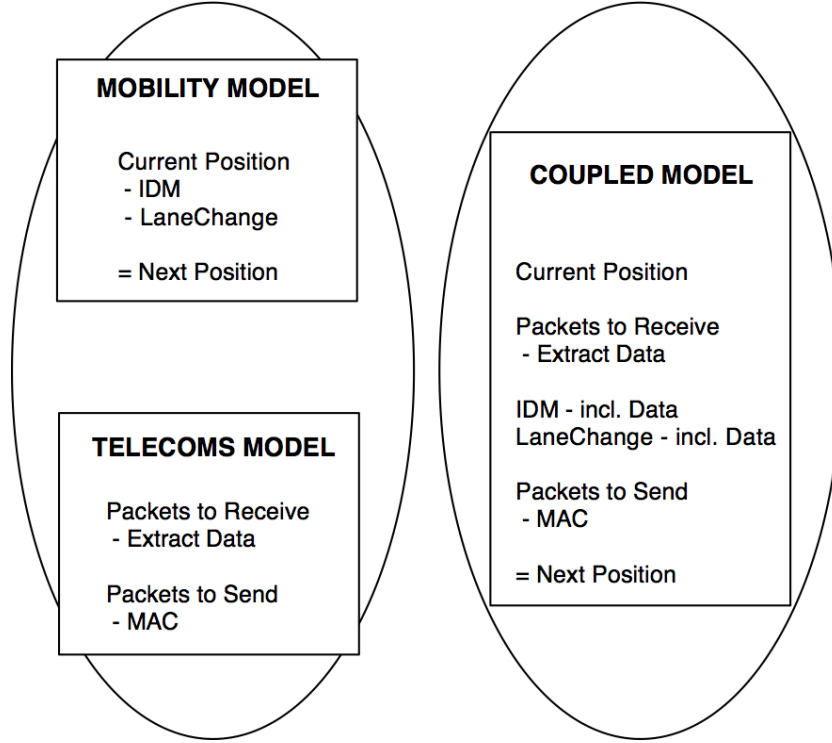 MOBILITY MODEL
Current Position
- IDM
- LaneChange
= Next Position
TELECOMS MODEL
Packets to Receive
- Extract Data
Packets to Send
- MAC
COUPLED MODEL
Current Position
Packets to Receive
- Extract Data
IDM - incl. Data
LaneChange - incl. Data
Packets to Send
- MAC
= Next Position